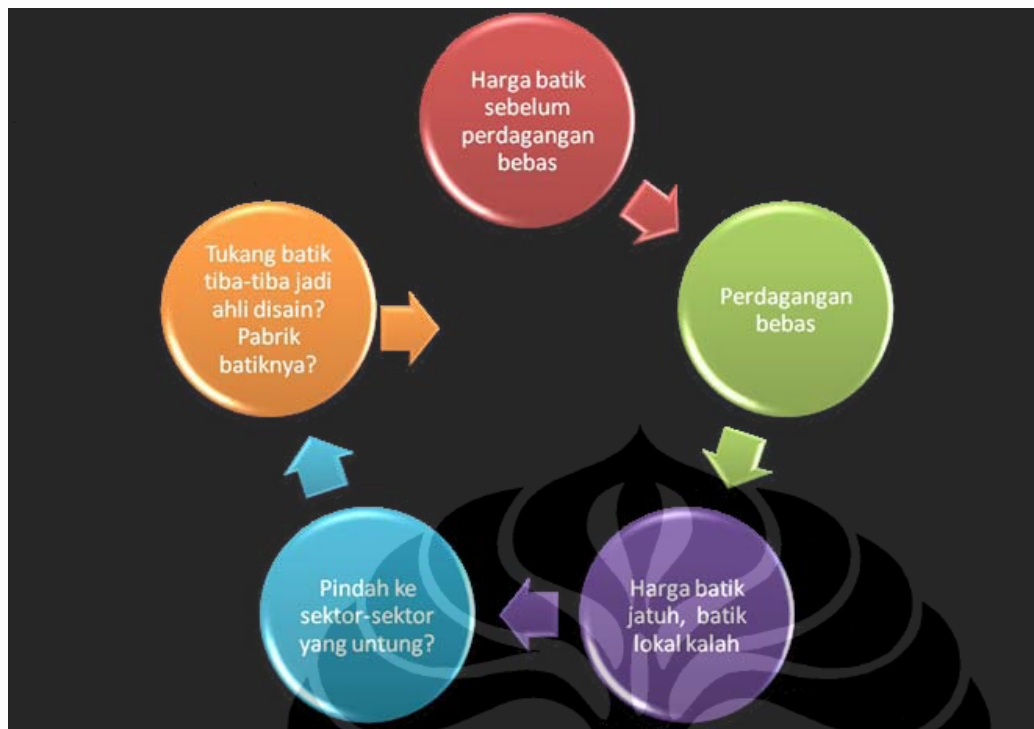 Harga batik
sebelum
perdagangan
bebas
Perdagangan
bebas
Harga batik
jatuh, batik
lokal kalah
Pindah ke
sektor-sektor
yang untung?
Tukang batik
tiba-tiba jadi
ahli disain?
Pabrik
batiknya?